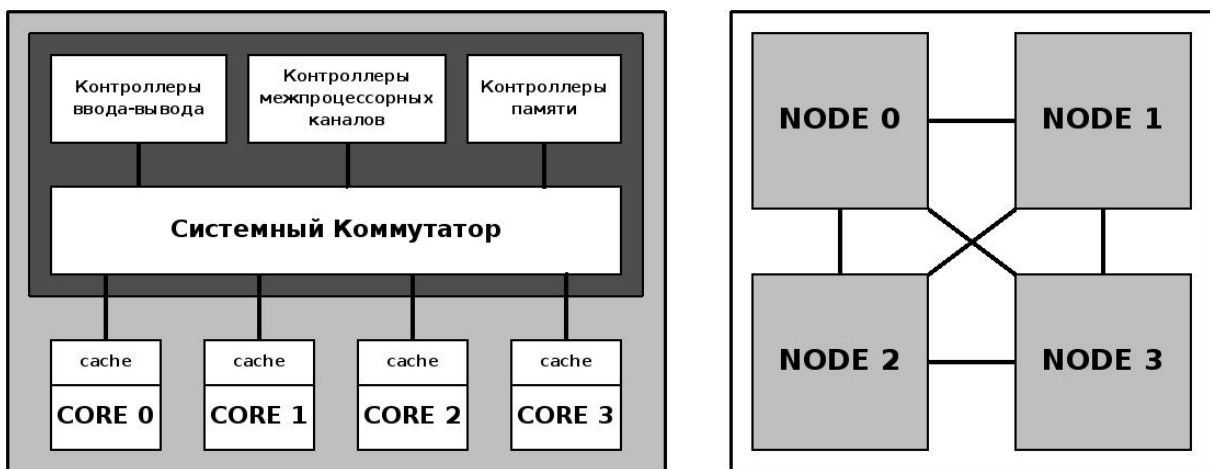 Контроллеры
ввода-вывода
Контроллеры
межпроцессорных
каналов
Контроллеры
памяти
Системный Коммутатор
cache
cache
cache
cache
CORE 0
CORE 1
CORE 2
CORE 3
NODE 0
NODE 1
NODE 2
NODE 3